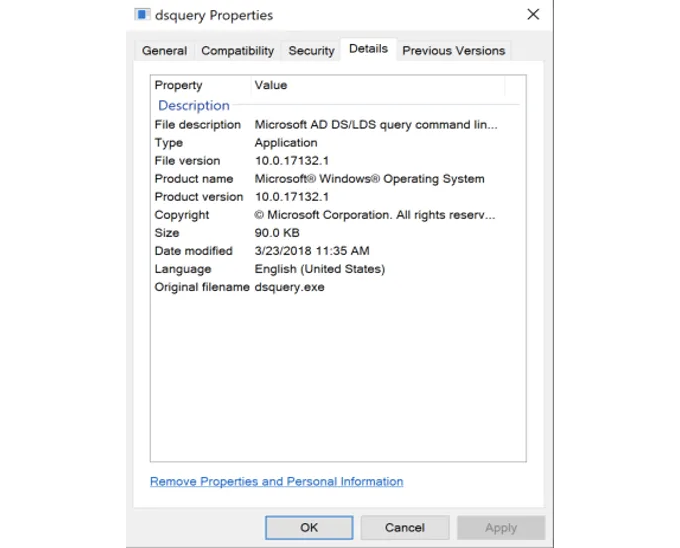 dsquery Properties
General Compatibility Security Details Previous Versions
Property Value
Description
File description Microsoft AD DS/LDS query command lin...
Type Application
File version 10.0.17132.1
Product name Microsoft® Windows® Operating System
Product version 10.0.17132.1
Copyright © Microsoft Corporation. All rights reserv...
Size 90.0 KB
Date modified 3/23/2018 11:35 AM
Language English (United States)
Original filename dsquery.exe
Remove Properties and Personal Information
OK Cancel Apply